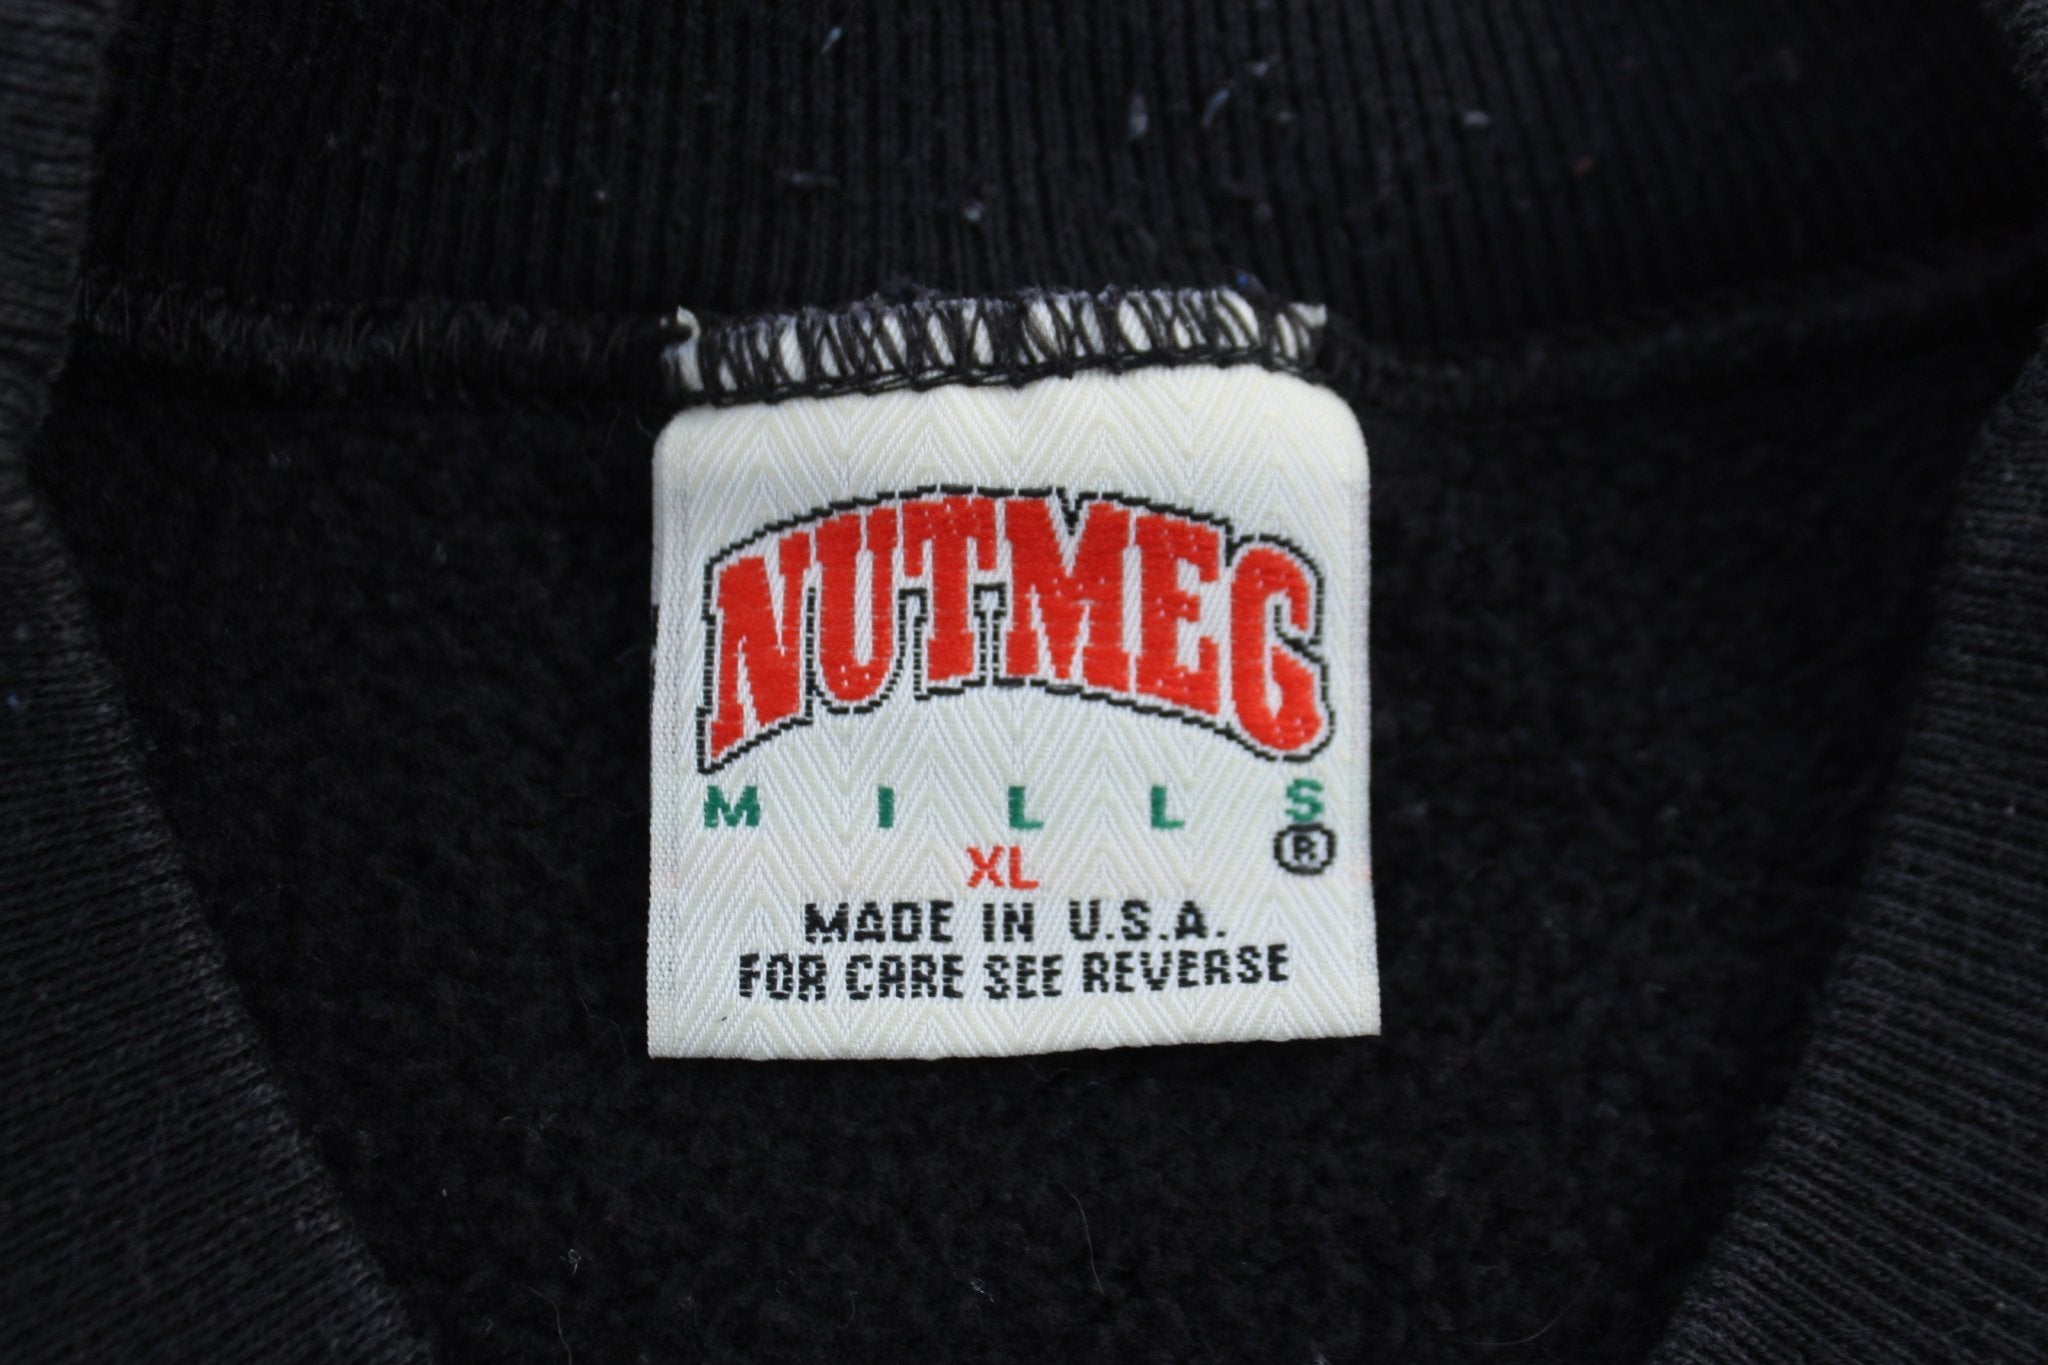 NUTMEG
MILLS
®
XL
MADE IN U.S.A.
FOR CARE SEE REVERSE